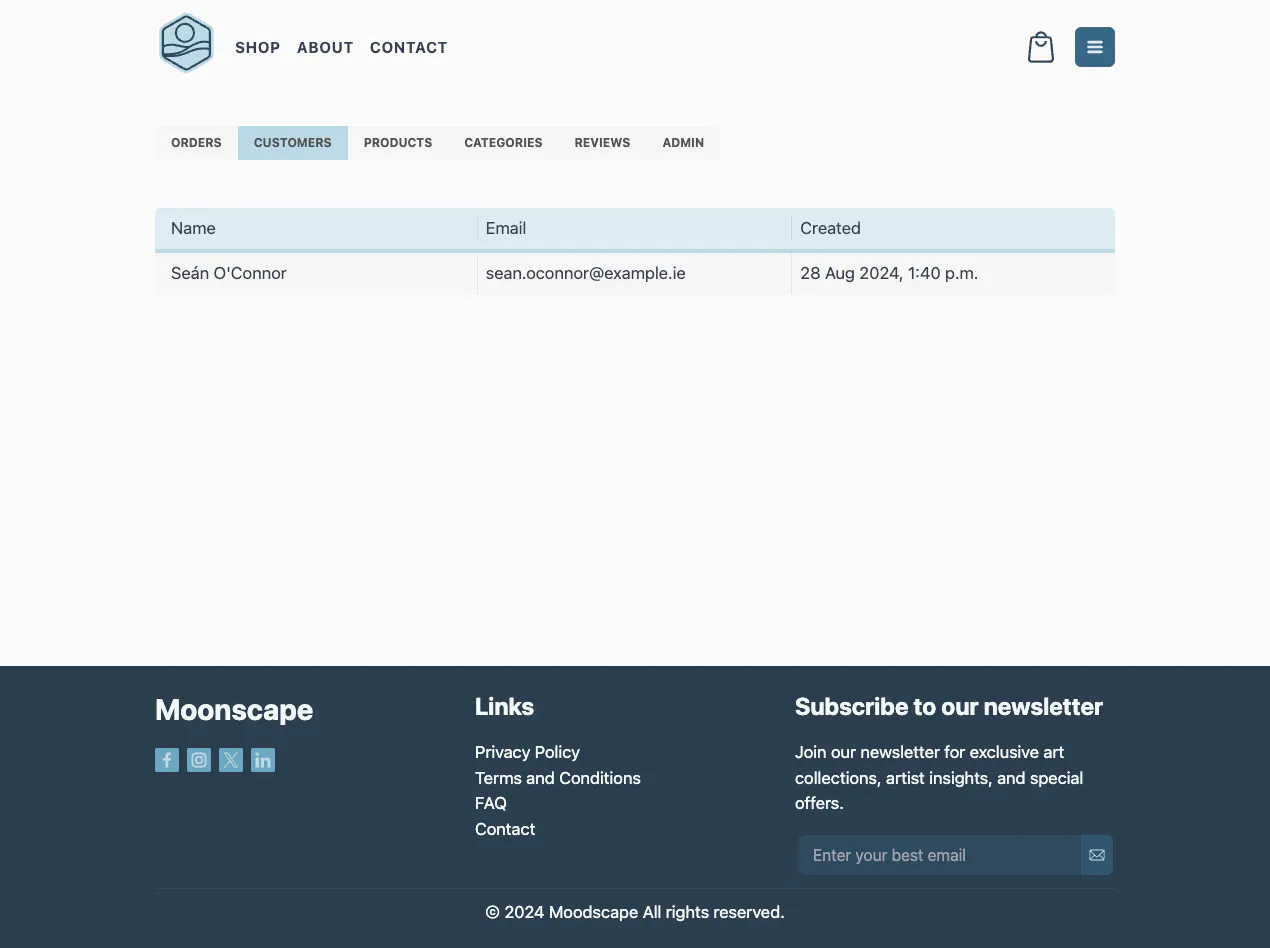 SHOP ABOUT CONTACT
ORDERS CUSTOMERS PRODUCTS CATEGORIES REVIEWS ADMIN
Name Email Created
Seán O'Connor sean.oconnor@example.ie 28 Aug 2024, 1:40 p.m.
Moonscape
Links
Privacy Policy
Terms and Conditions
FAQ
Contact
Subscribe to our newsletter
Join our newsletter for exclusive art
collections, artist insights, and special
offers.
Enter your best email
© 2024 Moodscape All rights reserved.